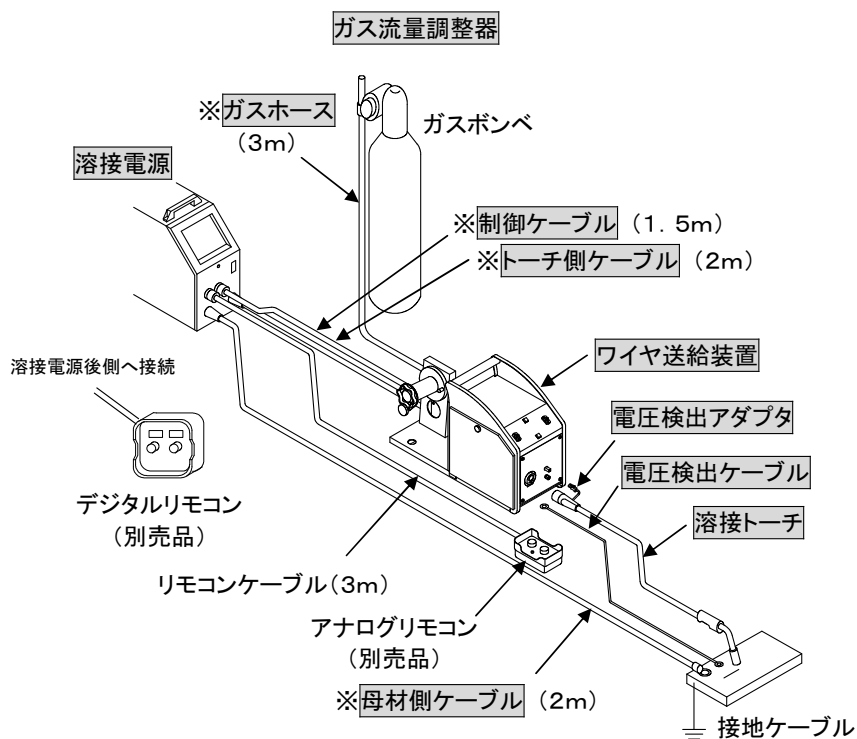 ガス流量調整器
※ガスホース
（3m）
ガスボンベ
溶接電源
※制御ケーブル（1．5m）
※トーチ側ケーブル（2m）
溶接電源後側へ接続
ワイヤ送給装置
電圧検出アダプタ
電圧検出ケーブル
溶接トーチ
デジタルリモコン
（別売品）
リモコンケーブル（3m）
アナログリモコン
（別売品）
※母材側ケーブル（2m）
接地ケーブル